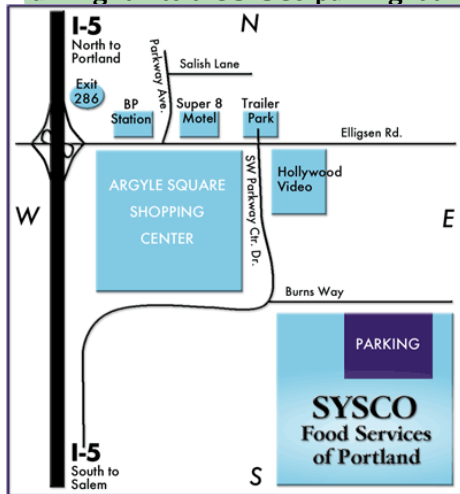 I-5
North to
Portland
N
Exit
286
Parkway Ave.
Salish Lane
BP
Station
Super 8
Motel
Trailer
Park
Elligsen Rd.
ARGYLE SQUARE
SHOPPING
CENTER
SW Parkway Ctr. Dr.
Hollywood
Video
W
E
Burns Way
PARKING
SYSCO
Food Services
of Portland
I-5
South to
Salem
S